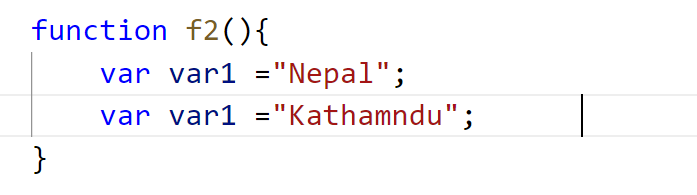 function f2(){
    var var1 ="Nepal";
    var var1 ="Kathamndu";
}